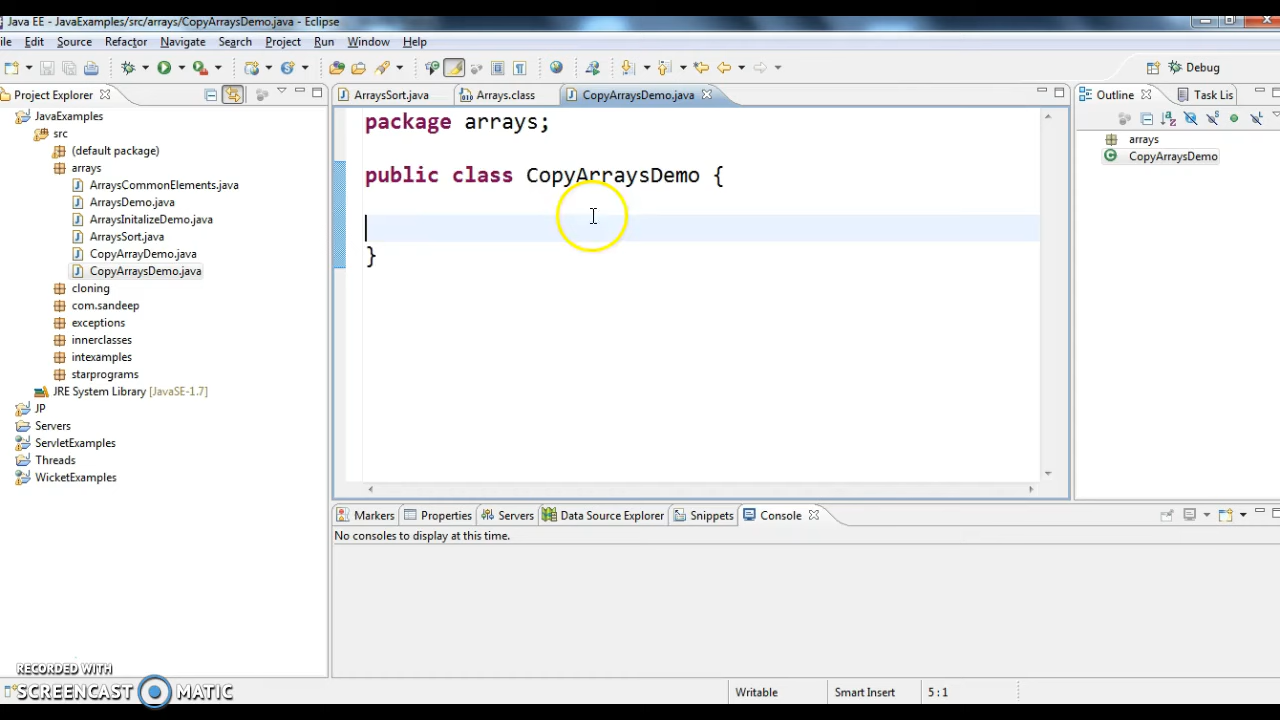 Java EE - JavaExamples/src/arrays/CopyArraysDemo.java - Eclipse
ile Edit Source Refactor Navigate Search Project Run Window Help
Debug
Project Explorer
ArraysSort.java
Arrays.class
CopyArraysDemo.java
Outline
Task Lis
JavaExamples
src
(default package)
arrays
ArraysCommonElements.java
ArraysDemo.java
ArraysInitalizeDemo.java
ArraysSort.java
CopyArrayDemo.java
CopyArraysDemo.java
cloning
com.sandeep
exceptions
innerclasses
intexamples
starprograms
JRE System Library [JavaSE-1.7]
JP
Servers
ServletExamples
Threads
WicketExamples
package arrays;
public class CopyArraysDemo {
}
arrays
CopyArraysDemo
Markers Properties Servers Data Source Explorer Snippets Console
No consoles to display at this time.
RECORDED WITH
SCREENCAST MATIC
Writable
Smart Insert
5 : 1